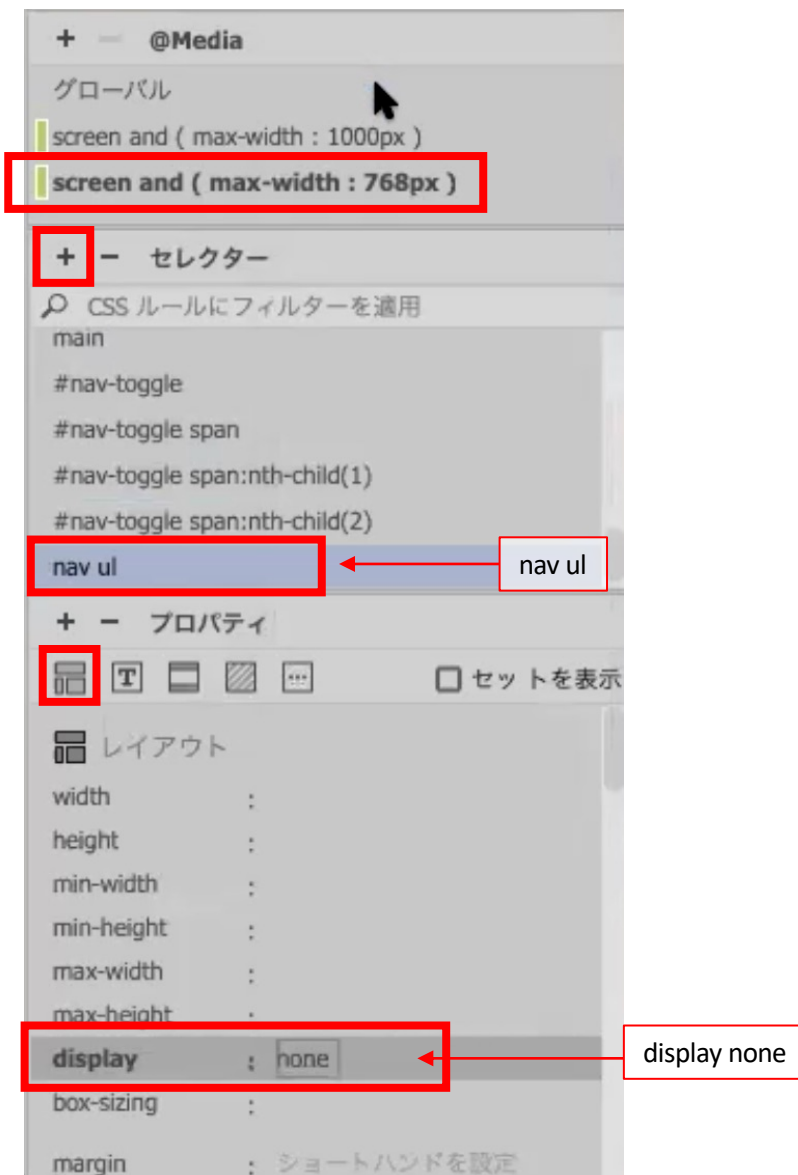 + − @Media
グローバル
screen and ( max-width : 1000px )
screen and ( max-width : 768px )
+ − セレクター
CSS ルールにフィルターを適用
main
#nav-toggle
#nav-toggle span
#nav-toggle span:nth-child(1)
#nav-toggle span:nth-child(2)
nav ul
nav ul
+ − プロパティ
T
セットを表示
レイアウト
width :
height :
min-width :
min-height :
max-width :
max-height :
display : none
display none
box-sizing :
margin : ショートハンドを設定